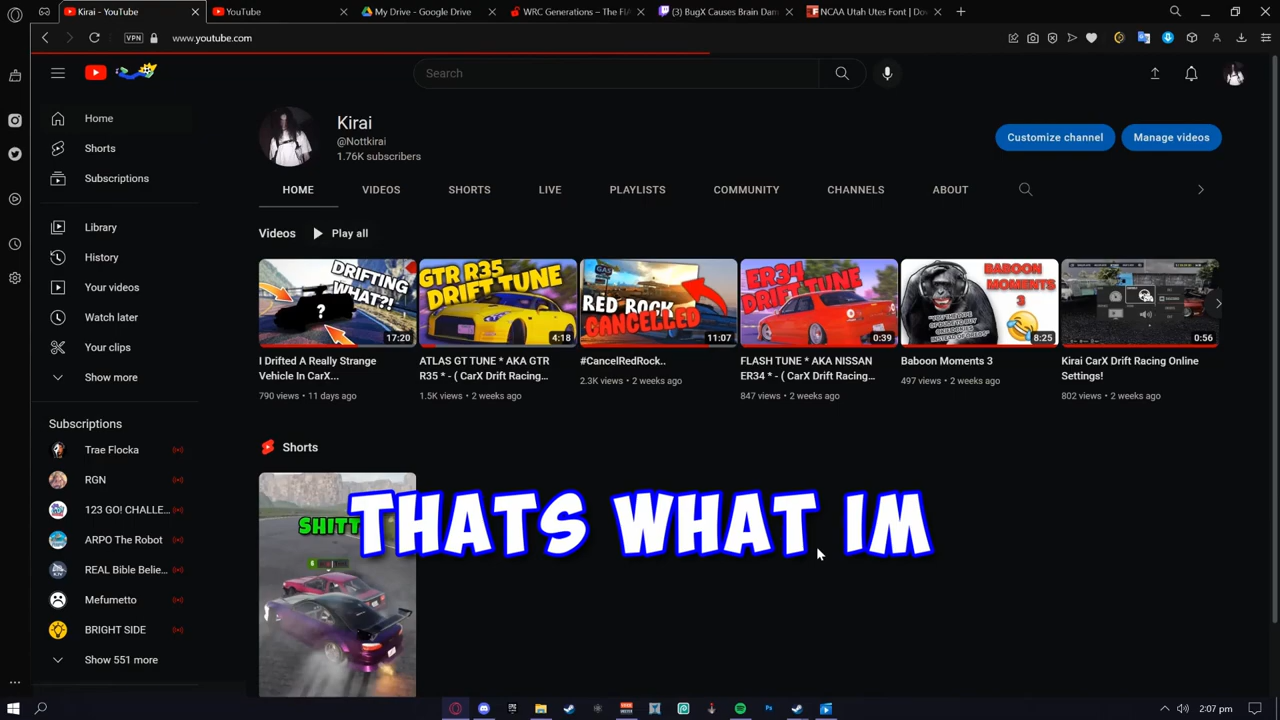 Kirai - YouTube
YouTube
My Drive - Google Drive
WRC Generations – The FIA
(3) BugX Causes Brain Dam
NCAA Utah Utes Font | Dov
VPN
www.youtube.com
Search
Home
Shorts
Subscriptions
Library
History
Your videos
Watch later
Your clips
Show more
Subscriptions
Trae Flocka
RGN
123 GO! CHALLE...
ARPO The Robot
REAL Bible Belie...
Mefumetto
BRIGHT SIDE
Show 551 more
Kirai
@Nottkirai
1.76K subscribers
Customize channel
Manage videos
HOME
VIDEOS
SHORTS
LIVE
PLAYLISTS
COMMUNITY
CHANNELS
ABOUT
Videos
Play all
DRIFTING
WHAT?!
?
17:20
I Drifted A Really Strange
Vehicle In CarX...
790 views • 11 days ago
GTR R35
DRIFT TUNE
4:18
ATLAS GT TUNE * AKA GTR
R35 * - ( CarX Drift Racing...
1.5K views • 2 weeks ago
GAS
RED ROCK
CANCELLED
11:07
#CancelRedRock..
2.3K views • 2 weeks ago
ER34
DRIFT TUNE
0:39
FLASH TUNE * AKA NISSAN
ER34 * - ( CarX Drift Racing...
847 views • 2 weeks ago
BABOON
MOMENTS
3
8:25
Baboon Moments 3
497 views • 2 weeks ago
0:56
Kirai CarX Drift Racing Online
Settings!
802 views • 2 weeks ago
Shorts
SHITT
THATS WHAT IM
2:07 pm